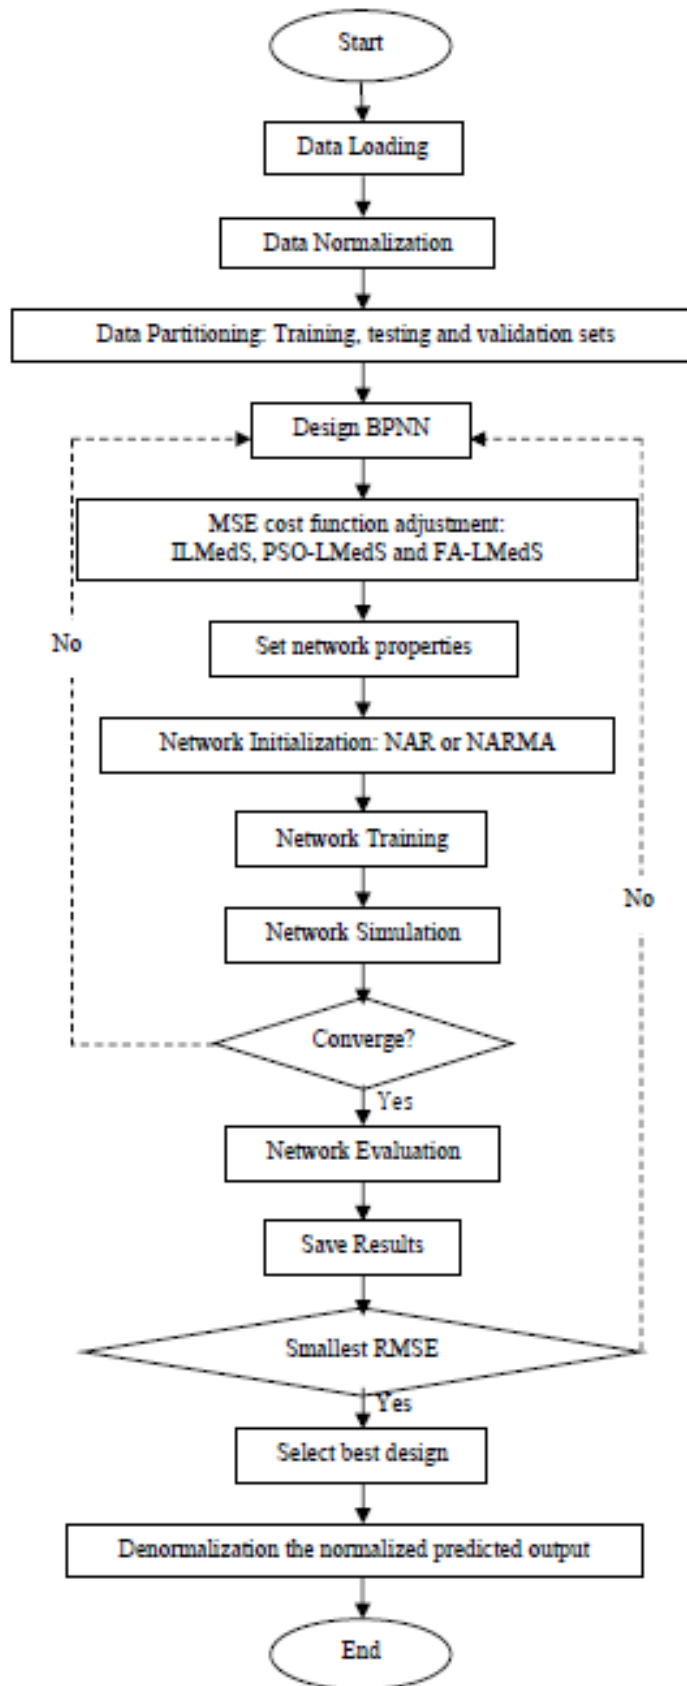 Start
Data Loading
Data Normalization
Data Partitioning: Training, testing and validation sets
Design BPNN
MSE cost function adjustment:
ILMedS, PSO-LMedS and FA-LMedS
No
Set network properties
Network Initialization: NAR or NARMA
Network Training
No
Network Simulation
Converge?
Yes
Network Evaluation
Save Results
Smallest RMSE
Yes
Select best design
Denormalization the normalized predicted output
End